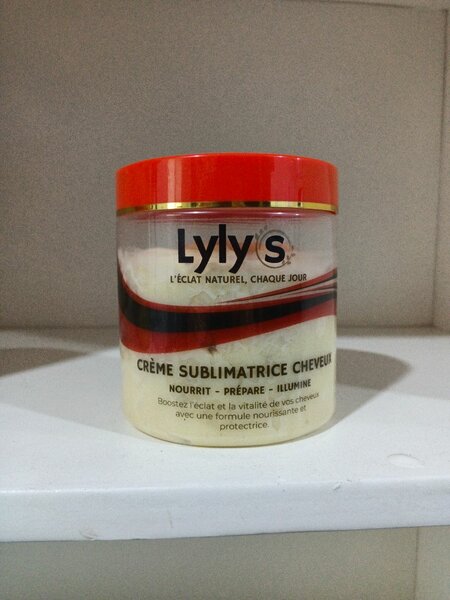 Lyly s
L'ÉCLAT NATUREL, CHAQUE JOUR
CRÈME SUBLIMATRICE CHEVEUX
NOURRIT - PRÉPARE - ILLUMINE
Boostez l'éclat et la vitalité de vos cheveux
avec une formule nourissante et
protectrice.